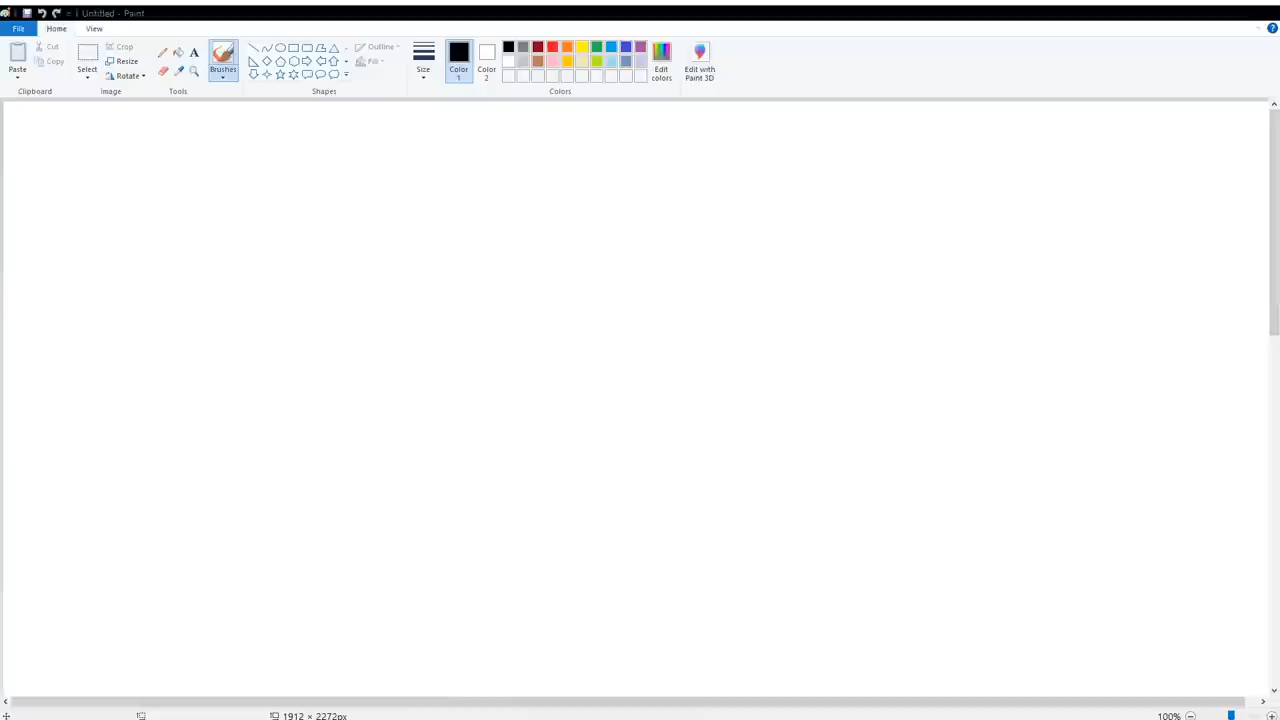 Untitled - Paint
File Home View
Paste Cut Copy Select Crop Resize Rotate A Brushes Outline Fill Size Color 1 Color 2 Edit colors Edit with Paint 3D
Clipboard Image Tools Shapes Colors
1912 × 2272px 100%